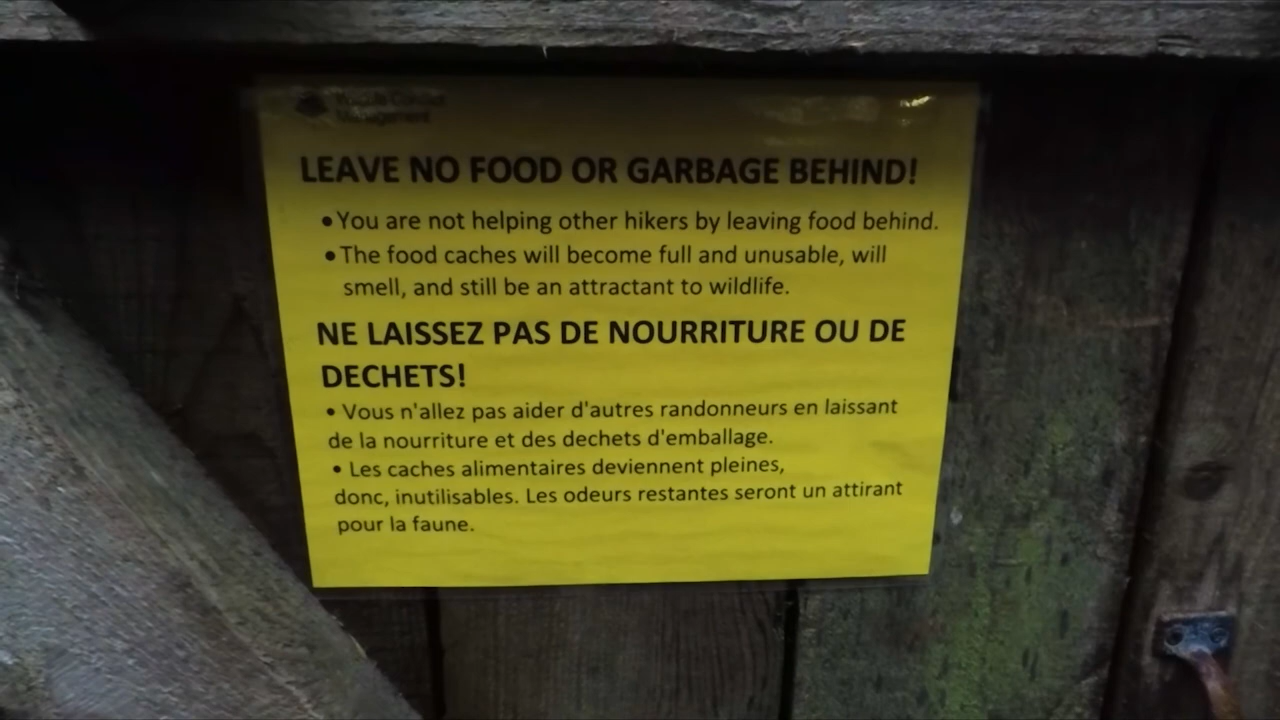 Management
LEAVE NO FOOD OR GARBAGE BEHIND!
• You are not helping other hikers by leaving food behind.
• The food caches will become full and unusable, will
smell, and still be an attractant to wildlife.
NE LAISSEZ PAS DE NOURRITURE OU DE
DECHETS!
• Vous n'allez pas aider d'autres randonneurs en laissant
de la nourriture et des dechets d'emballage.
• Les caches alimentaires deviennent pleines,
donc, inutilisables. Les odeurs restantes seront un attirant
pour la faune.